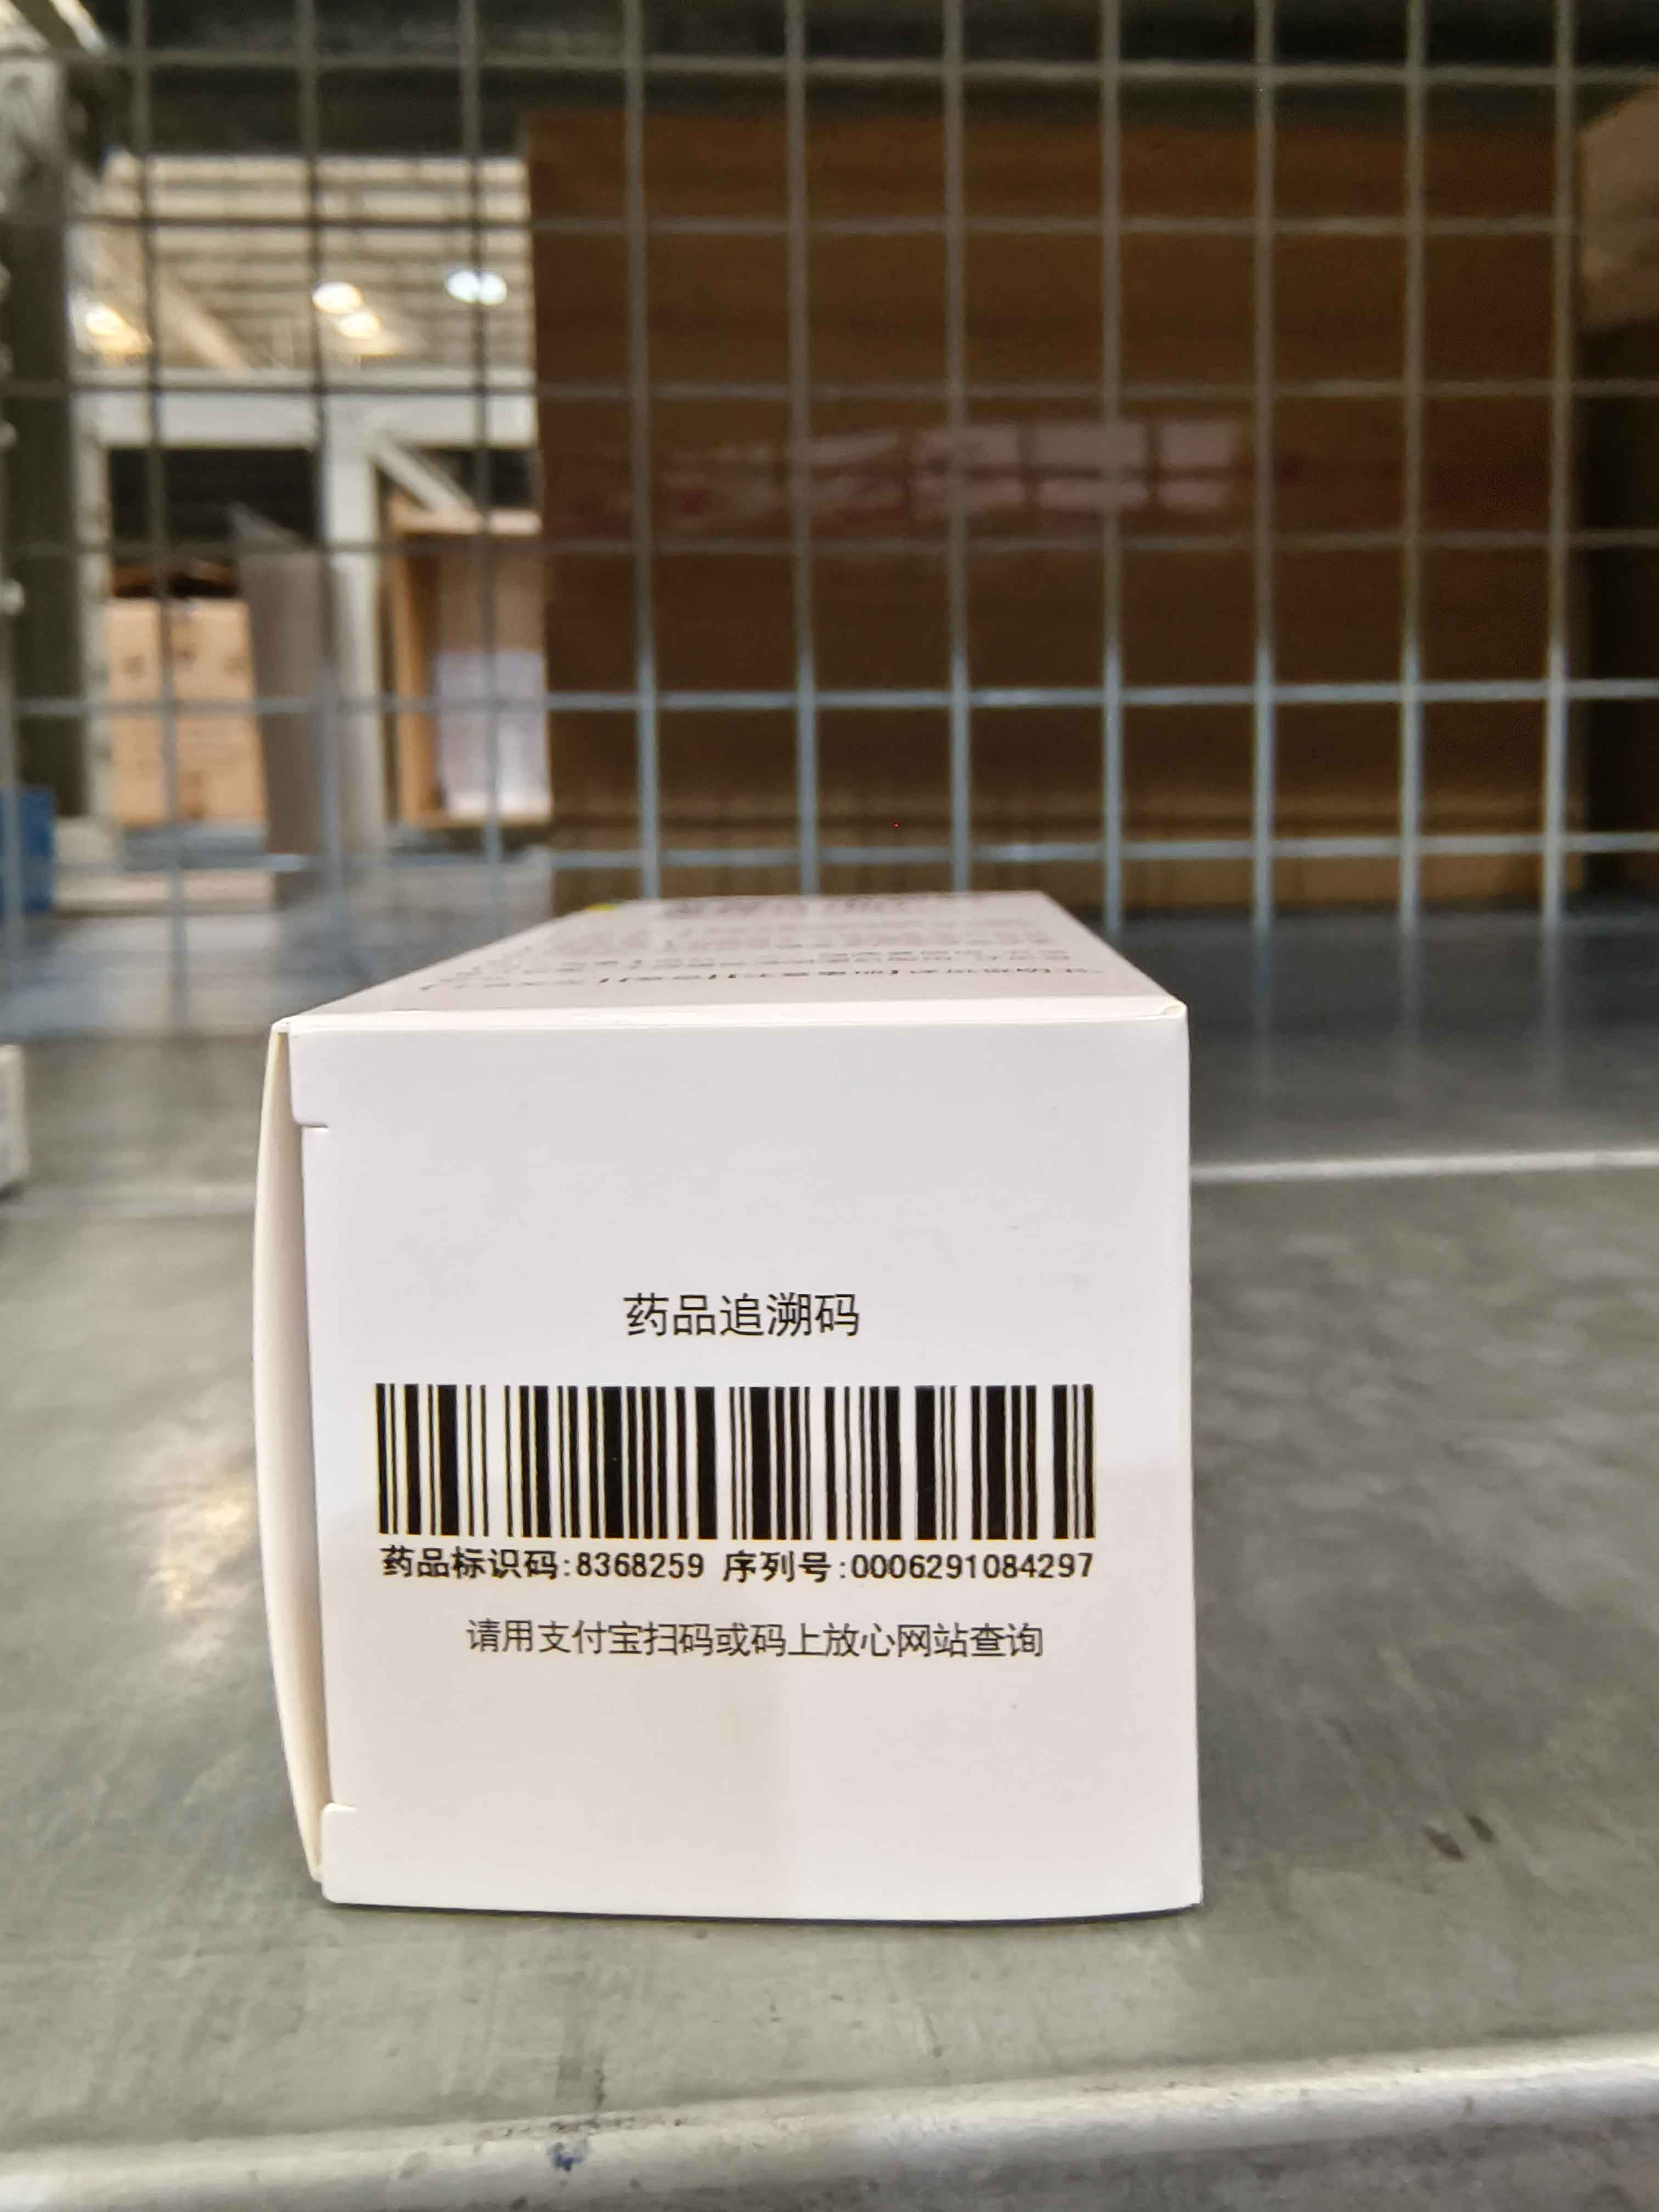 药品追溯码
药品标识码:8368259 序列号:0006291084297
请用支付宝扫码或码上放心网站查询